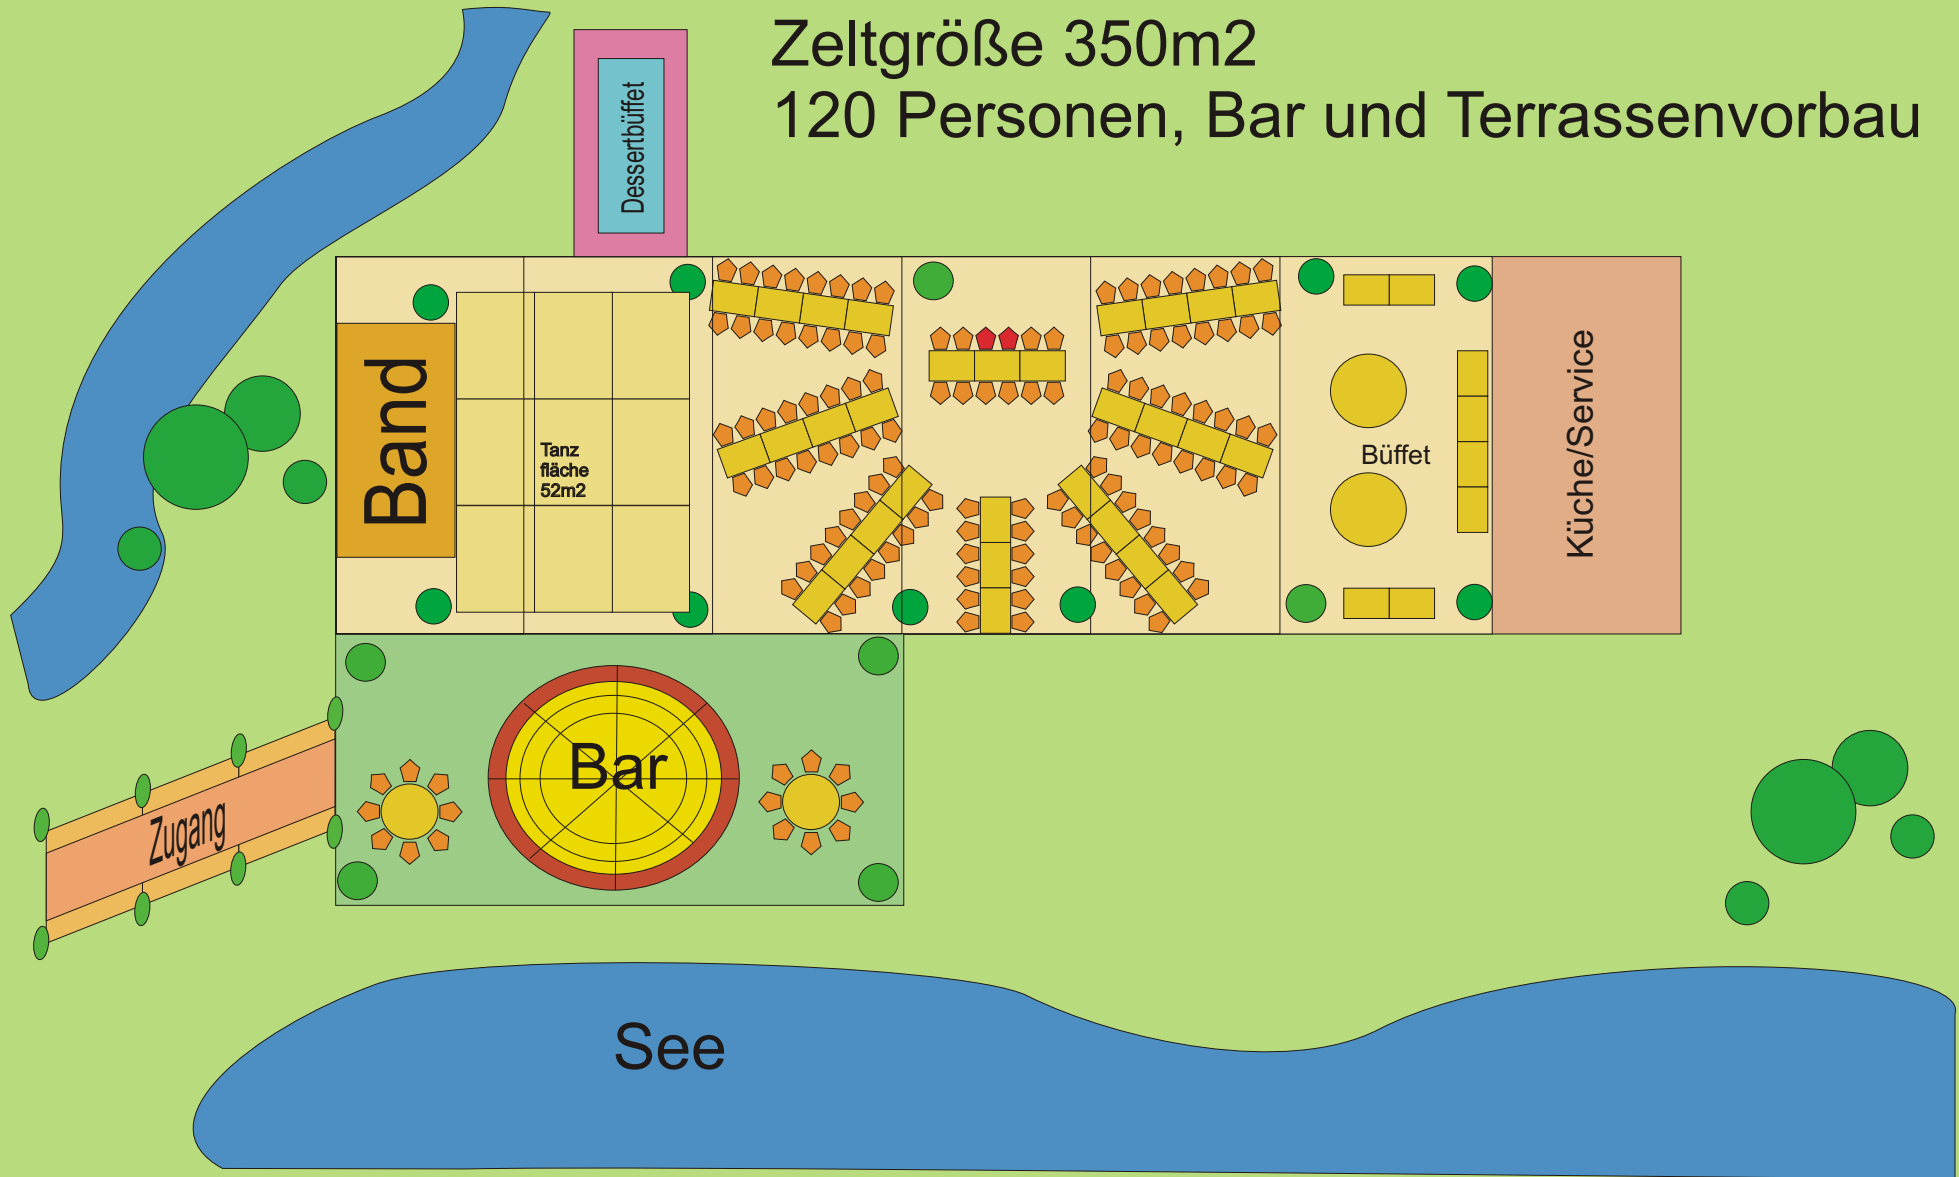 Zeltgröße 350m2
120 Personen, Bar und Terrassenvorbau
Dessertbüffet
Band
Tanz
fläche
52m2
Büffet
Küche/Service
Bar
Zugang
See